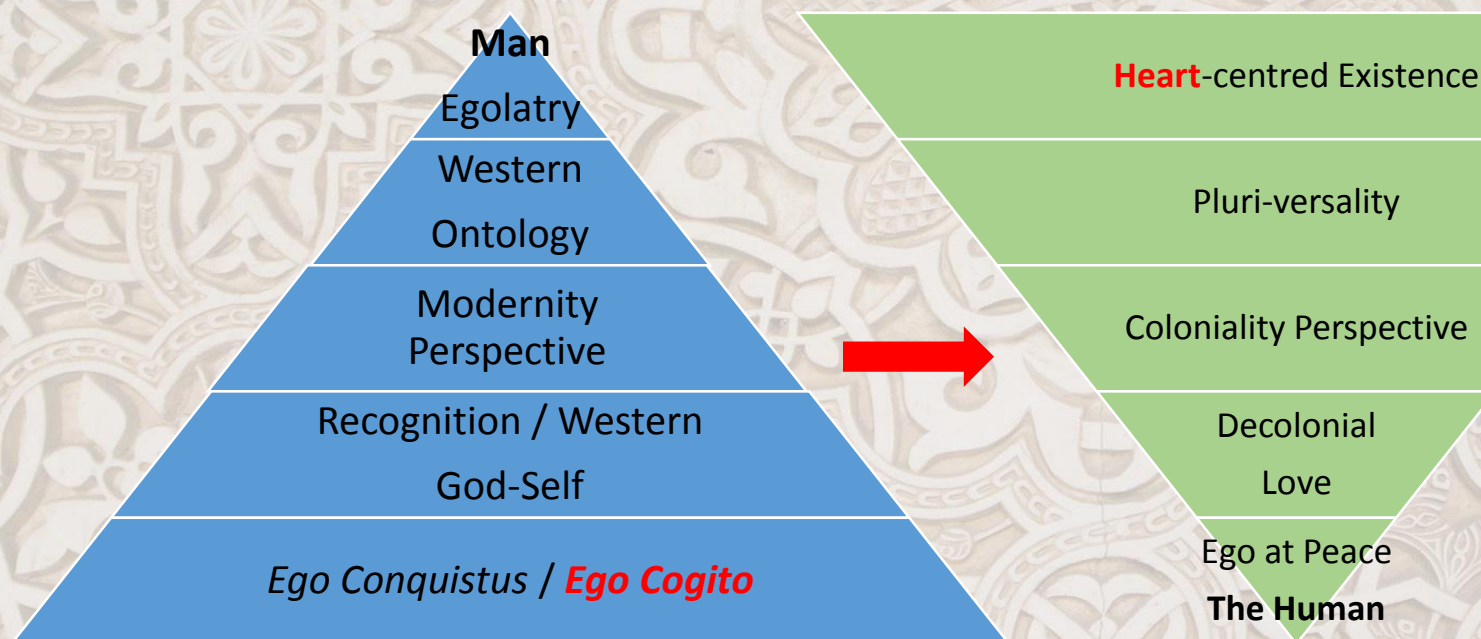 Man
Egolatry
Western
Ontology
Modernity
Perspective
Recognition / Western
God-Self
Ego Conquistus / Ego Cogito
Heart-centred Existence
Pluri-versality
Coloniality Perspective
Decolonial
Love
Ego at Peace
The Human